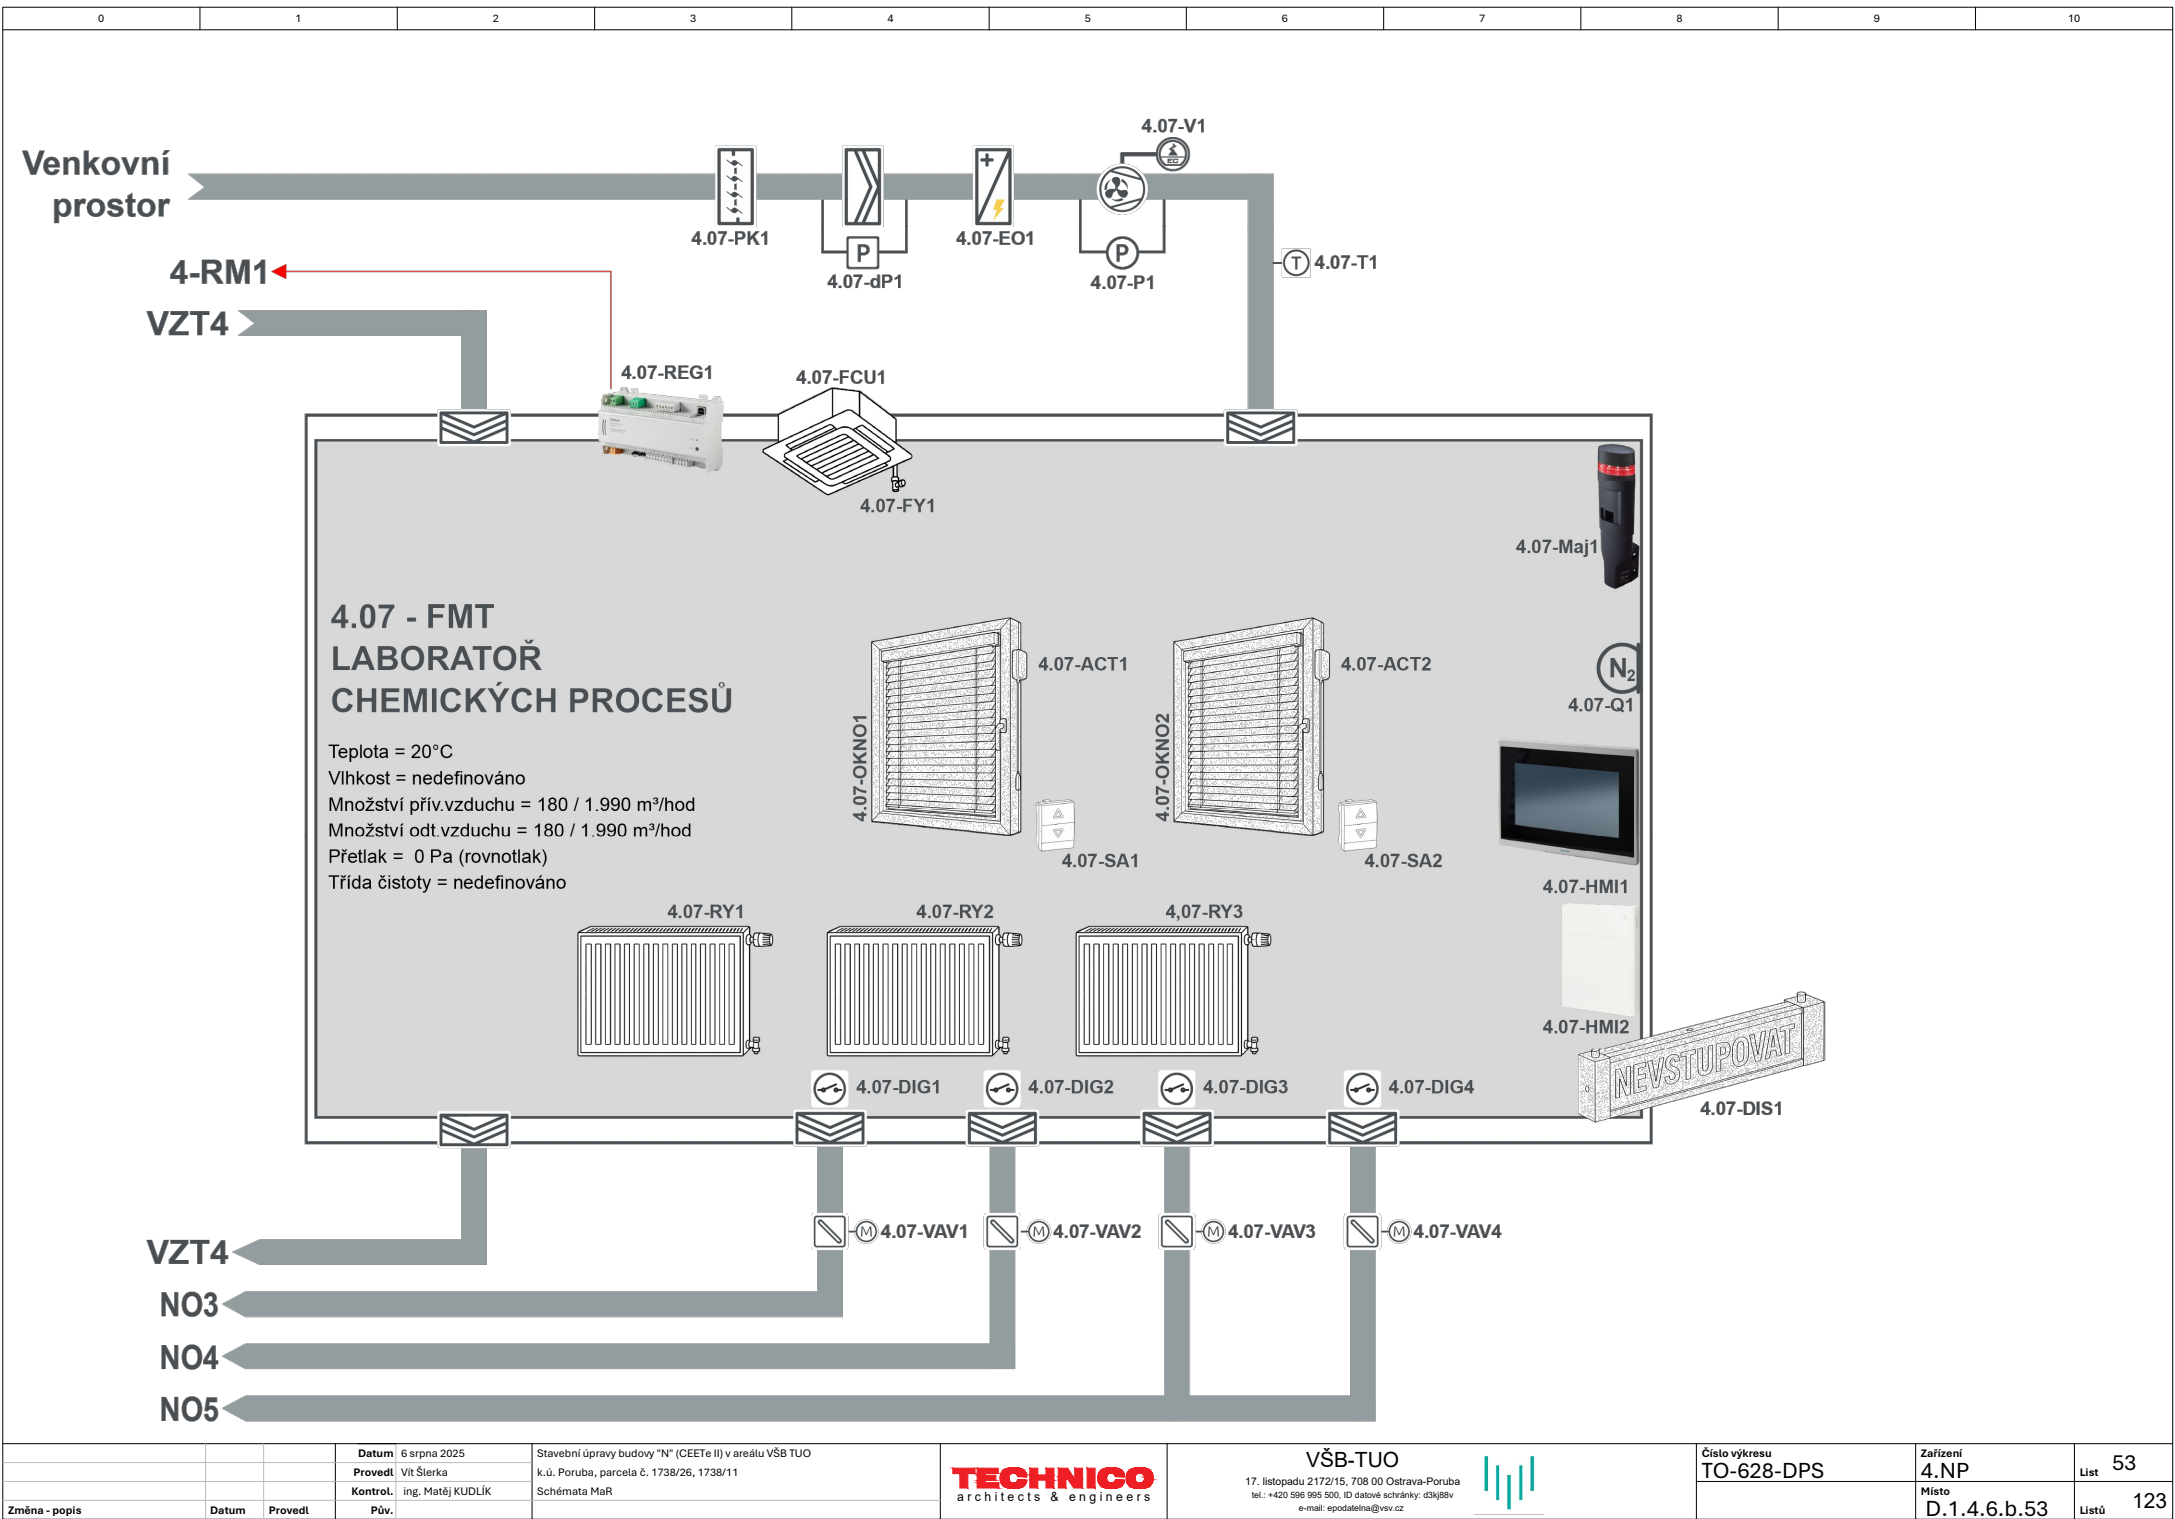 0 1 2 3 4 5 6 7 8 9 10
4.07-V1
EC
Venkovní
prostor
4.07-PK1
4.07-EO1
P
P
4.07-dP1
4.07-P1
T 4.07-T1
4-RM1
VZT4
4.07-REG1
4.07-FCU1
4.07-FY1
4.07-Maj1
4.07 - FMT
LABORATOŘ
CHEMICKÝCH PROCESŮ
4.07-ACT1
4.07-ACT2
N2
4.07-Q1
4.07-OKNO1
4.07-OKNO2
Teplota = 20°C
Vlhkost = nedefinováno
Množství přív.vzduchu = 180 / 1.990 m³/hod
Množství odt.vzduchu = 180 / 1.990 m³/hod
Přetlak =  0 Pa (rovnotlak)
Třída čistoty = nedefinováno
4.07-SA1
4.07-SA2
4.07-HMI1
4.07-RY1
4.07-RY2
4,07-RY3
4.07-HMI2
NEVSTUPOVAT
4.07-DIS1
4.07-DIG1
4.07-DIG2
4.07-DIG3
4.07-DIG4
M 4.07-VAV1
M 4.07-VAV2
M 4.07-VAV3
M 4.07-VAV4
VZT4
NO3
NO4
NO5
Datum 6 srpna 2025
Provedl Vít Šlerka
Kontrol. ing. Matěj KUDLÍK
Změna - popis Datum Provedl Pův.
Stavební úpravy budovy "N" (CEETe II) v areálu VŠB TUO
k.ú. Poruba, parcela č. 1738/26, 1738/11
Schémata MaR
TECHNICO
architects & engineers
VŠB-TUO
17. listopadu 2172/15, 708 00 Ostrava-Poruba
tel.: +420 596 995 500, ID datové schránky: d3kj88v
e-mail: epodatelna@vsv.cz
Číslo výkresu
TO-628-DPS
Zařízení
4.NP
Místo
D.1.4.6.b.53
List 53
Listů 123